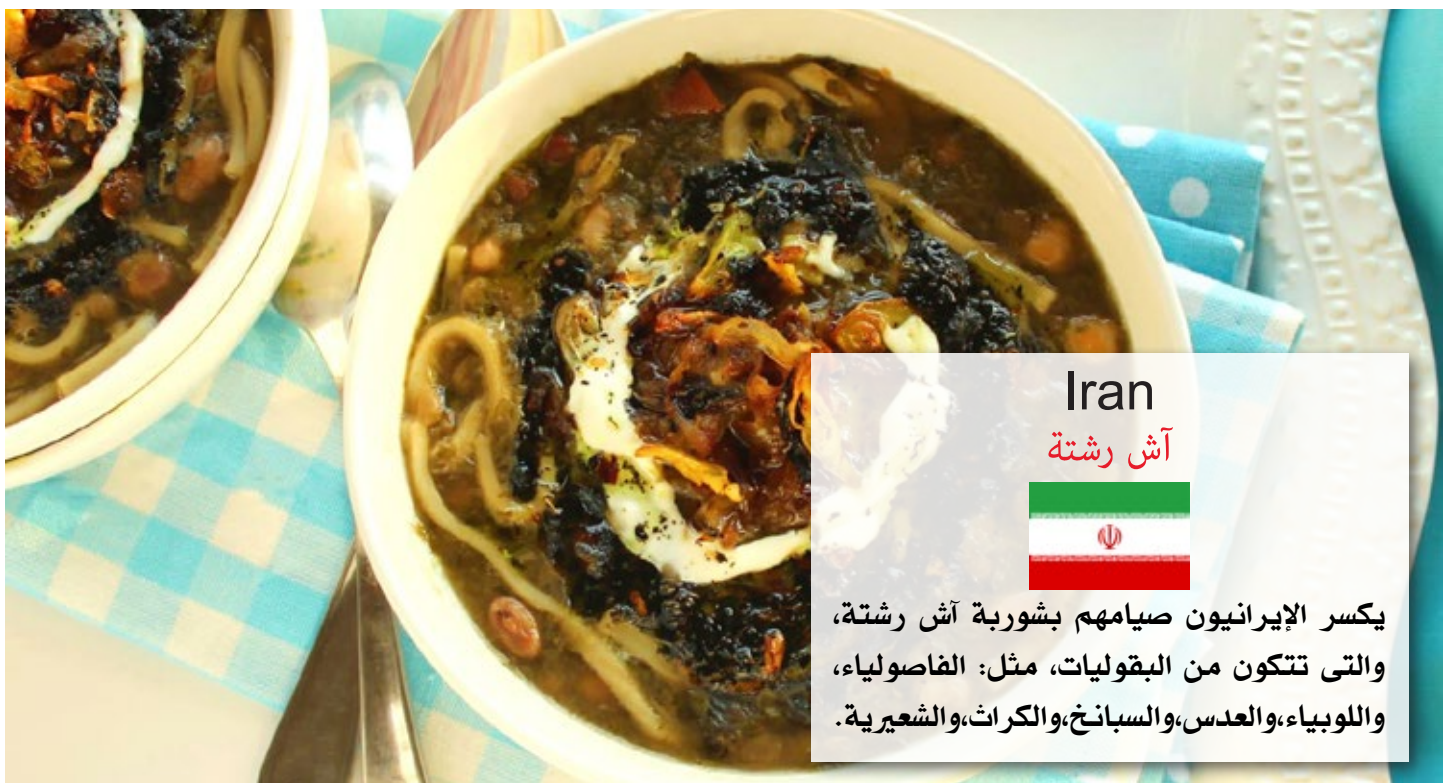 Iran
آش رشتة
يكسر الإيرانيون صيامهم بشوربة آش رشتة،
والتى تتكون من البقوليات، مثل: الفاصولياء،
واللوبياء،والعدس،والسبانخ،والكراث،والشعيرية.